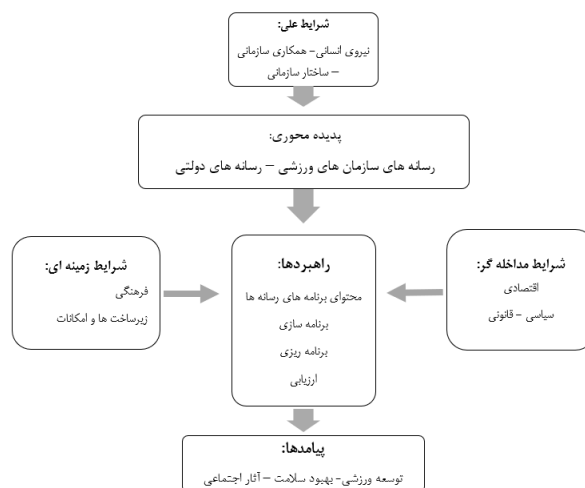 شرایط علی:
نیروی انسانی- همکاری سازمانی
– ساختار سازمانی
پدیده محوری:
رسانه های سازمان های ورزشی – رسانه های دولتی
شرایط مداخله گر:
اقتصادی
سیاسی - قانونی
راهبردها:
محتوای برنامه های رسانه ها
برنامه سازی
برنامه ریزی
ارزیابی
شرایط زمینه ای:
فرهنگی
زیرساخت ها و امکانات
پیامدها:
توسعه ورزشی- بهبود سلامت – آثار اجتماعی